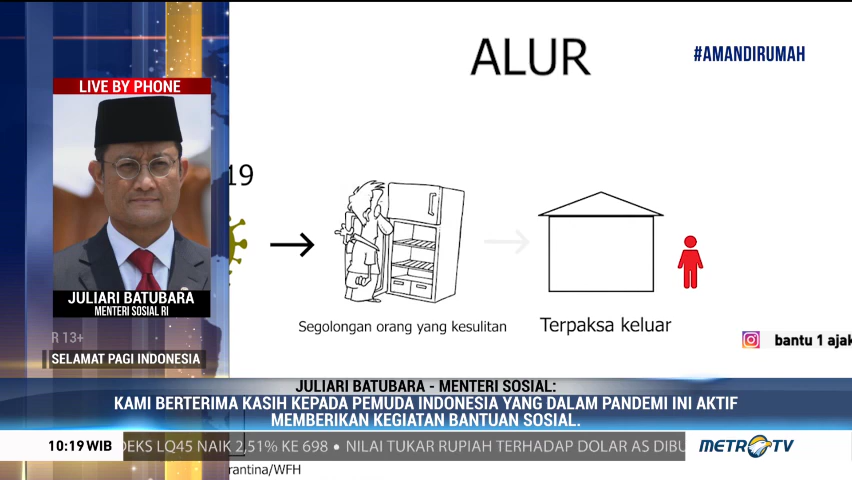 ALUR
#AMANDIRUMAH
LIVE BY PHONE
19
JULIARI BATUBARA
MENTERI SOSIAL RI
Segolongan orang yang kesulitan
Terpaksa keluar
R 13+
SELAMAT PAGI INDONESIA
bantu 1 ajak
JULIARI BATUBARA - MENTERI SOSIAL:
KAMI BERTERIMA KASIH KEPADA PEMUDA INDONESIA YANG DALAM PANDEMI INI AKTIF
MEMBERIKAN KEGIATAN BANTUAN SOSIAL.
10:19 WIB
DEKS LQ45 NAIK 2,51% KE 698 • NILAI TUKAR RUPIAH TERHADAP DOLAR AS DIBU
METRO TV
rantina/WFH